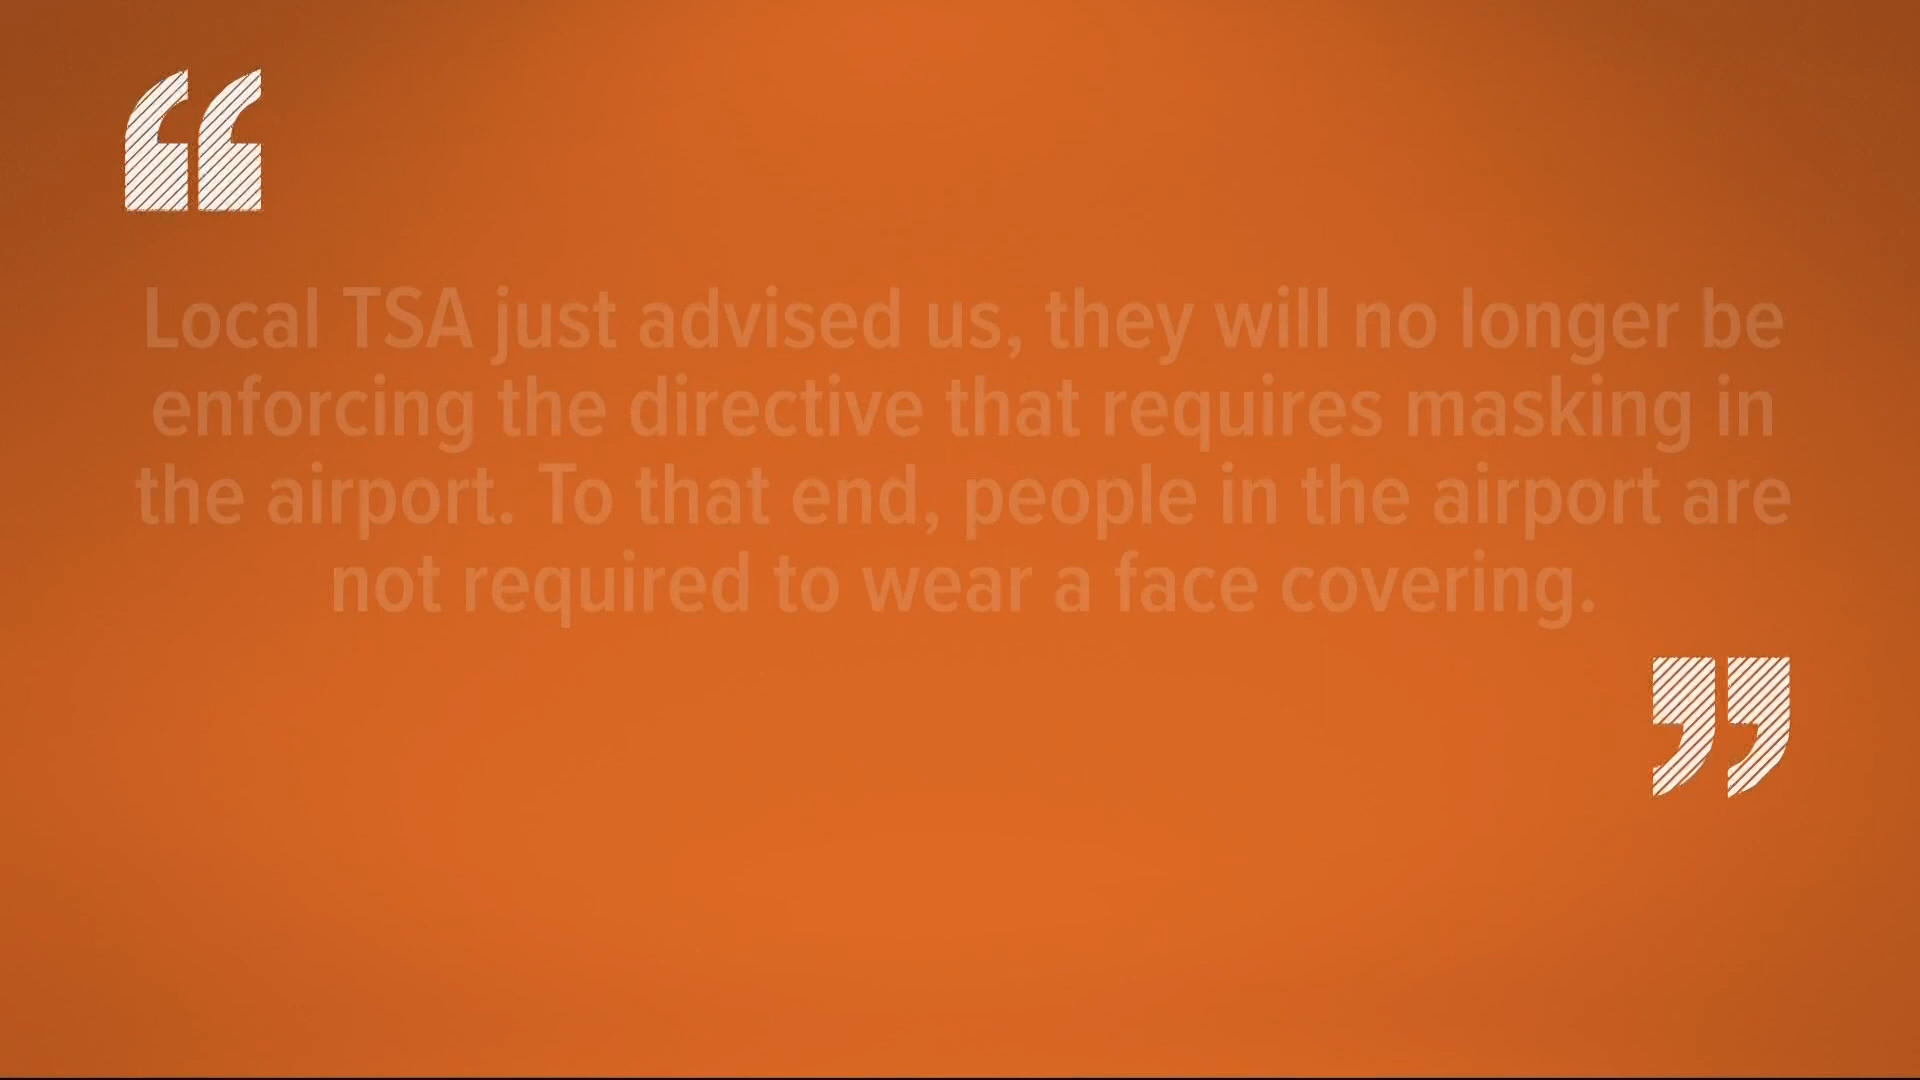 “
Local TSA just advised us, they will no longer be
enforcing the directive that requires masking in
the airport. To that end, people in the airport are
not required to wear a face covering.
”